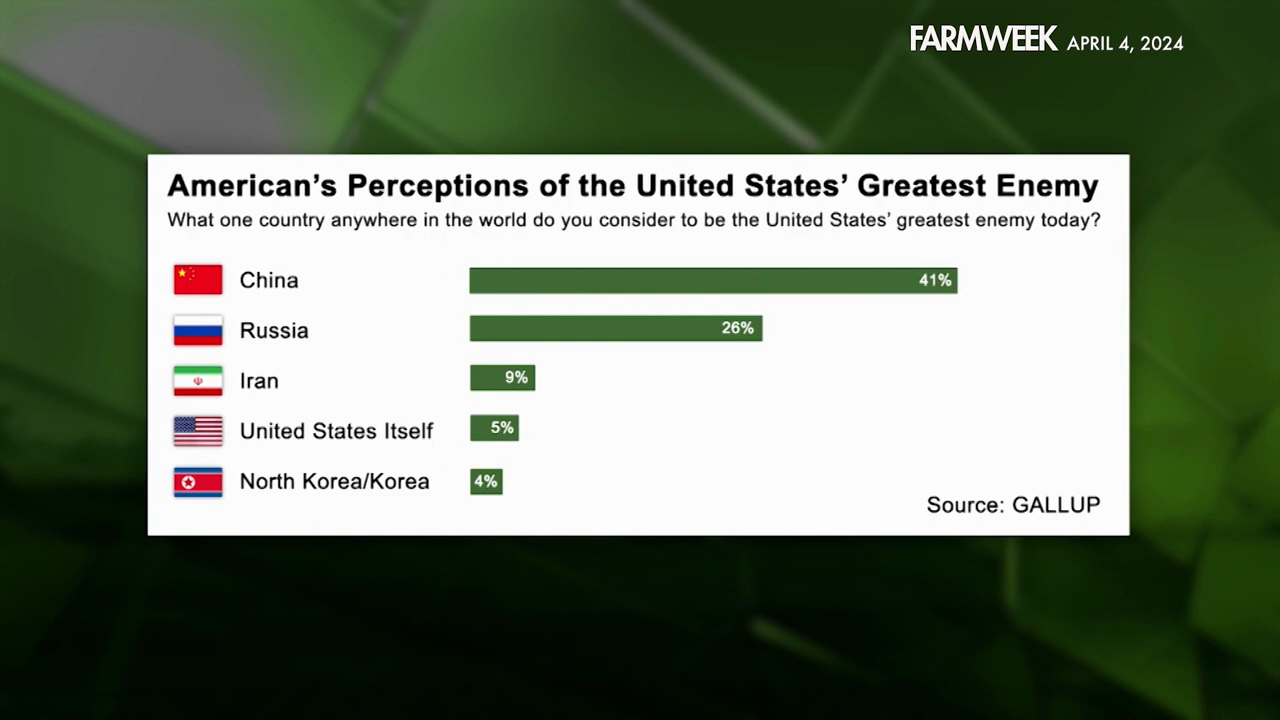 FARMWEEK APRIL 4, 2024
American's Perceptions of the United States' Greatest Enemy
What one country anywhere in the world do you consider to be the United States' greatest enemy today?
China 41%
Russia 26%
Iran 9%
United States Itself 5%
North Korea/Korea 4%
Source: GALLUP